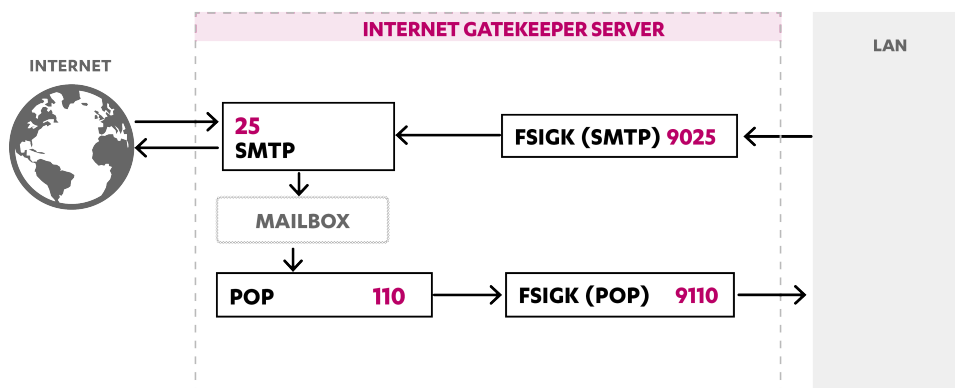 INTERNET GATEKEEPER SERVER
LAN
INTERNET
25
SMTP
FSIGK (SMTP) 9025
MAILBOX
POP 110
FSIGK (POP) 9110